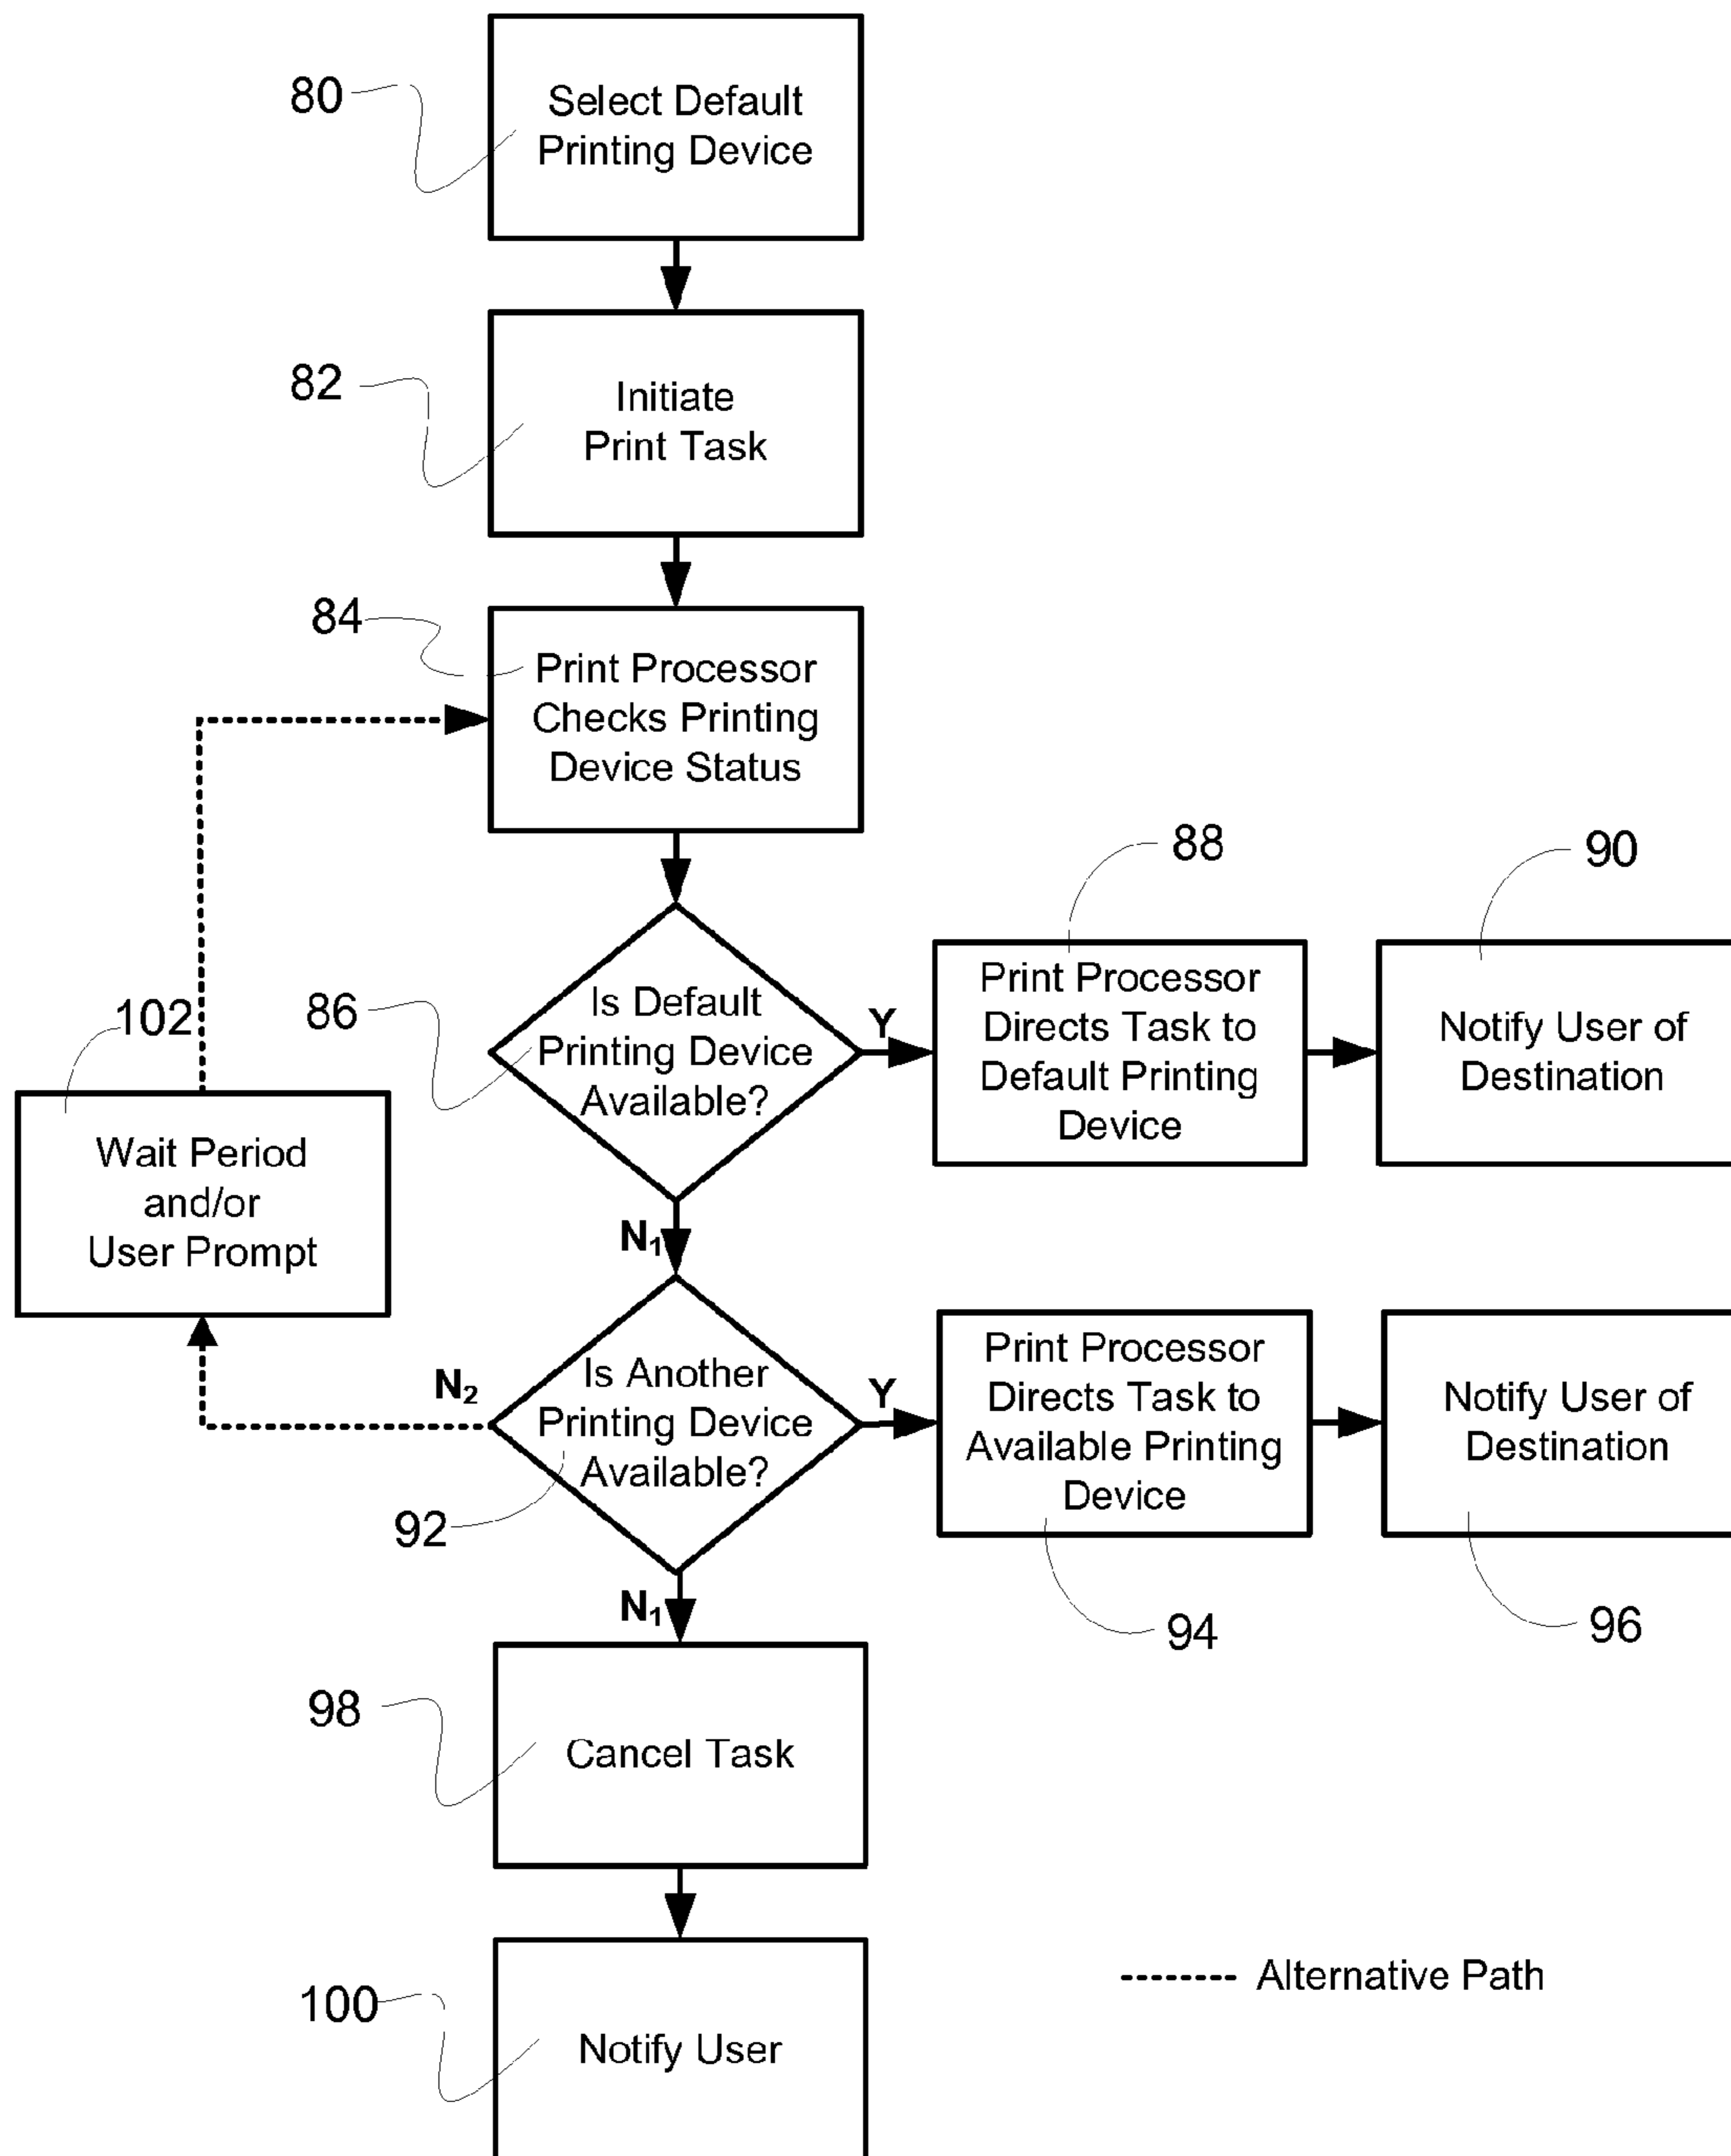 80
Select Default
Printing Device
82
Initiate
Print Task
84
Print Processor
Checks Printing
Device Status
86
Is Default
Printing Device
Available?
Y
88
Print Processor
Directs Task to
Default Printing
Device
90
Notify User of
Destination
102
Wait Period
and/or
User Prompt
N₁
N₂
Is Another
Printing Device
Available?
92
Y
Print Processor
Directs Task to
Available Printing
Device
94
Notify User of
Destination
96
N₁
98
Cancel Task
100
Notify User
Alternative Path